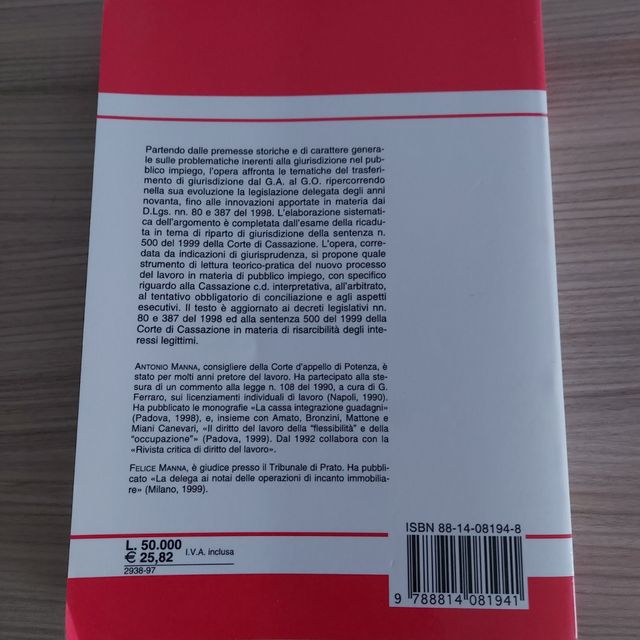 Partendo dalle premesse storiche e di carattere genera-
le sulle problematiche inerenti alla giurisdizione nel pub-
blico impiego, l'opera affronta le tematiche del trasferi-
mento di giurisdizione dal G.A. al G.O. ripercorrendo
nella sua evoluzione la legislazione delegata degli anni
novanta, fino alle innovazioni apportate in materia dai
D.Lgs. nn. 80 e 387 del 1998. L'elaborazione sistemati-
ca dell'argomento è completata dall'esame della ricadu-
ta in tema di riparto di giurisdizione della sentenza n.
500 del 1999 della Corte di Cassazione. L'opera, corre-
data da indicazioni di giurisprudenza, si propone quale
strumento di lettura teorico-pratica del nuovo processo
del lavoro in materia di pubblico impiego, con specifico
riguardo alla Cassazione c.d. interpretativa, all'arbitrato,
al tentativo obbligatorio di conciliazione e agli aspetti
esecutivi. Il testo è aggiornato ai decreti legislativi nn.
80 e 387 del 1998 ed alla sentenza 500 del 1999 della
Corte di Cassazione in materia di risarcibilità degli inte-
ressi legittimi.
ANTONIO MANNA, consigliere della Corte d'appello di Potenza, è
stato per molti anni pretore del lavoro. Ha partecipato alla ste-
sura di un commento alla legge n. 108 del 1990, a cura di G.
Ferraro, sui licenziamenti individuali di lavoro (Napoli, 1990).
Ha pubblicato le monografie «La cassa integrazione guadagni»
(Padova, 1998), e, insieme con Amato, Bronzini, Mattone e
Miani Canevari, «Il diritto del lavoro della "flessibilità" e della
"occupazione"» (Padova, 1999). Dal 1992 collabora con la
«Rivista critica di diritto del lavoro».
FELICE MANNA, è giudice presso il Tribunale di Prato. Ha pubbli-
cato «La delega ai notai delle operazioni di incanto immobilia-
re» (Milano, 1999).
ISBN 88-14-08194-8
L. 50.000
€ 25,82 I.V.A. inclusa
2938-97
9 788814 081941